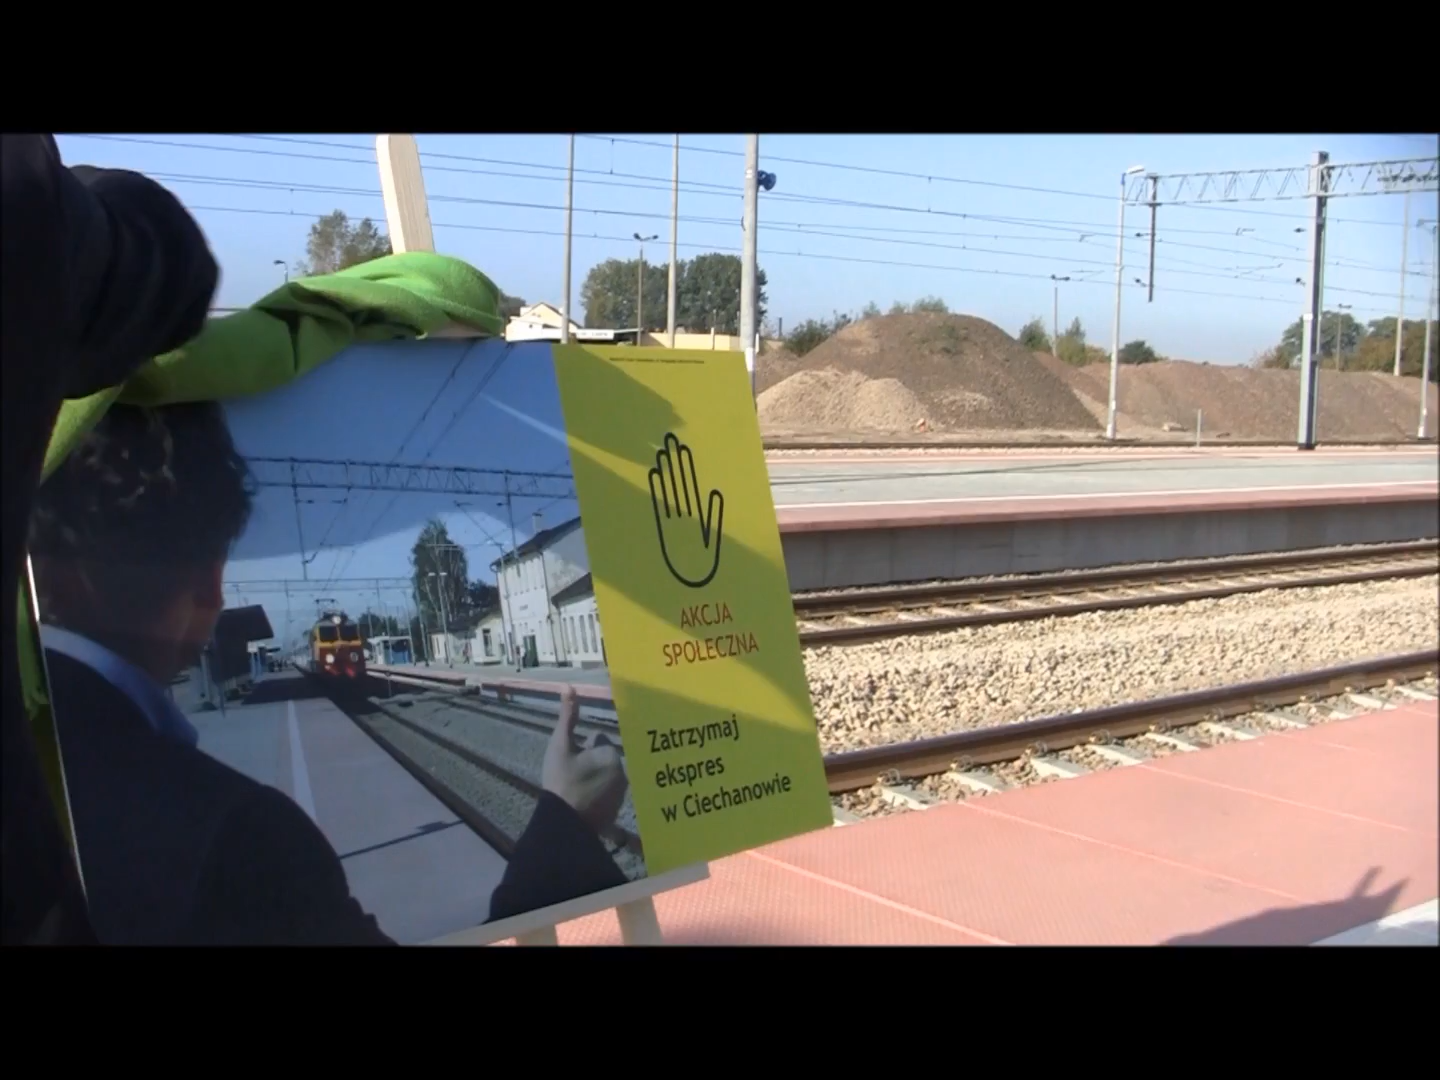 AKCJA
SPOŁECZNA
Zatrzymaj
ekspres
w Ciechanowie